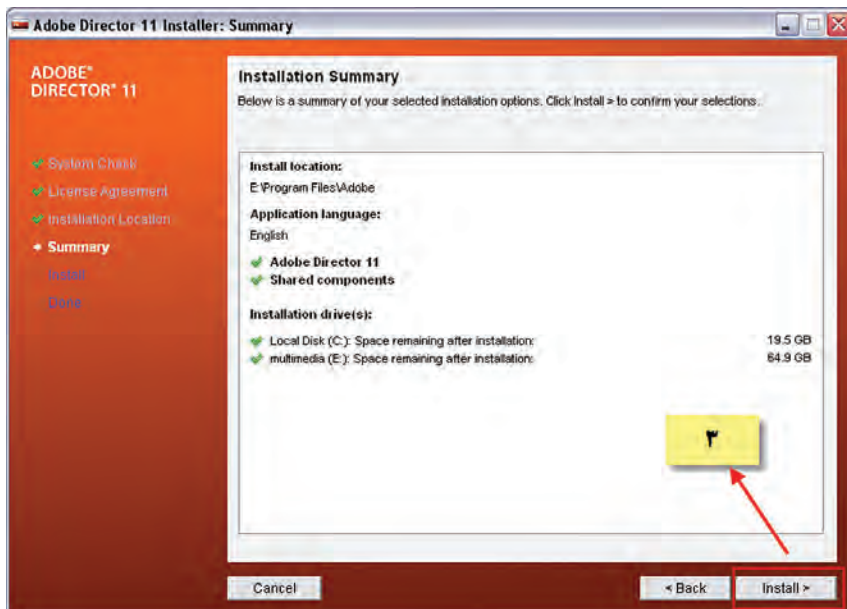 Adobe Director 11 Installer: Summary
ADOBE®
DIRECTOR® 11
System Check
License Agreement
Installation Location
Summary
Install
Done
Installation Summary
Below is a summary of your selected installation options. Click Install > to confirm your selections.
Install location:
E:\Program Files\Adobe
Application language:
English
Adobe Director 11
Shared components
Installation drive(s):
Local Disk (C:): Space remaining after installation: 19.5 GB
multimedia (E:): Space remaining after installation: 64.9 GB
۳
Cancel
< Back
Install >